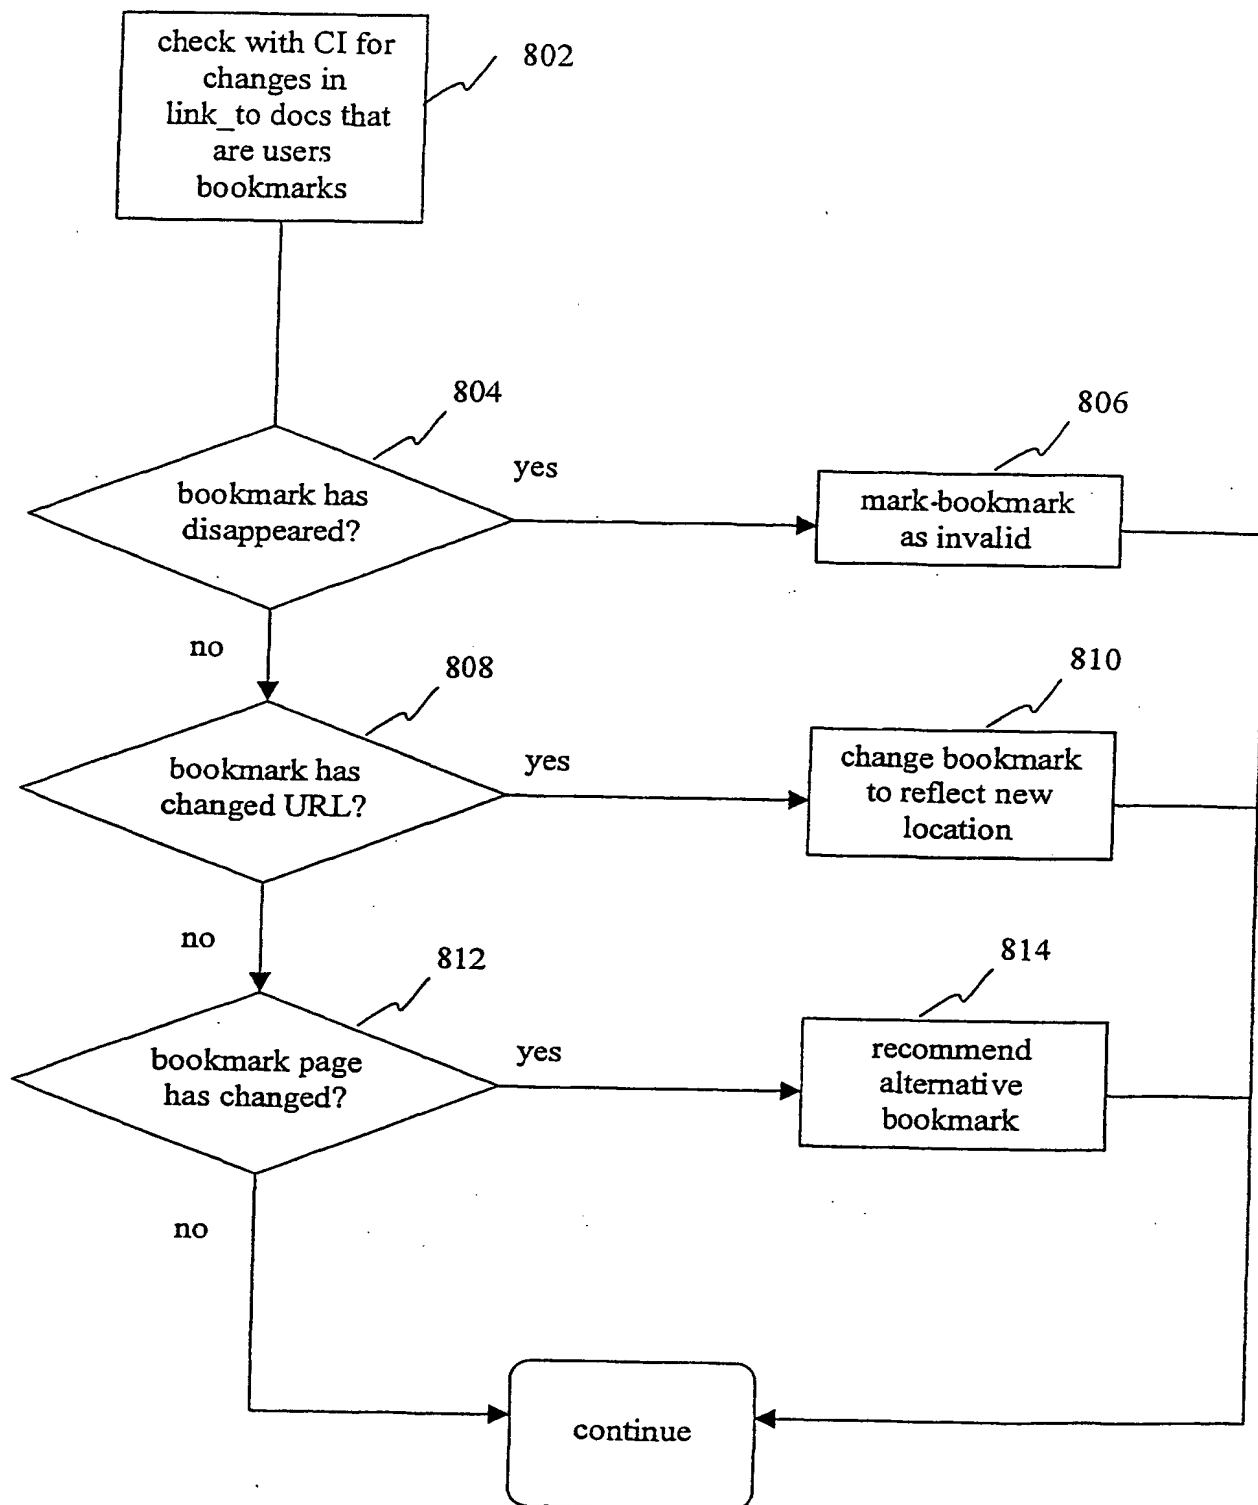 check with CI for
changes in
link_to docs that
are users
bookmarks
802
804
bookmark has
disappeared?
yes
806
mark-bookmark
as invalid
no
808
bookmark has
changed URL?
yes
810
change bookmark
to reflect new
location
no
812
bookmark page
has changed?
yes
814
recommend
alternative
bookmark
no
continue